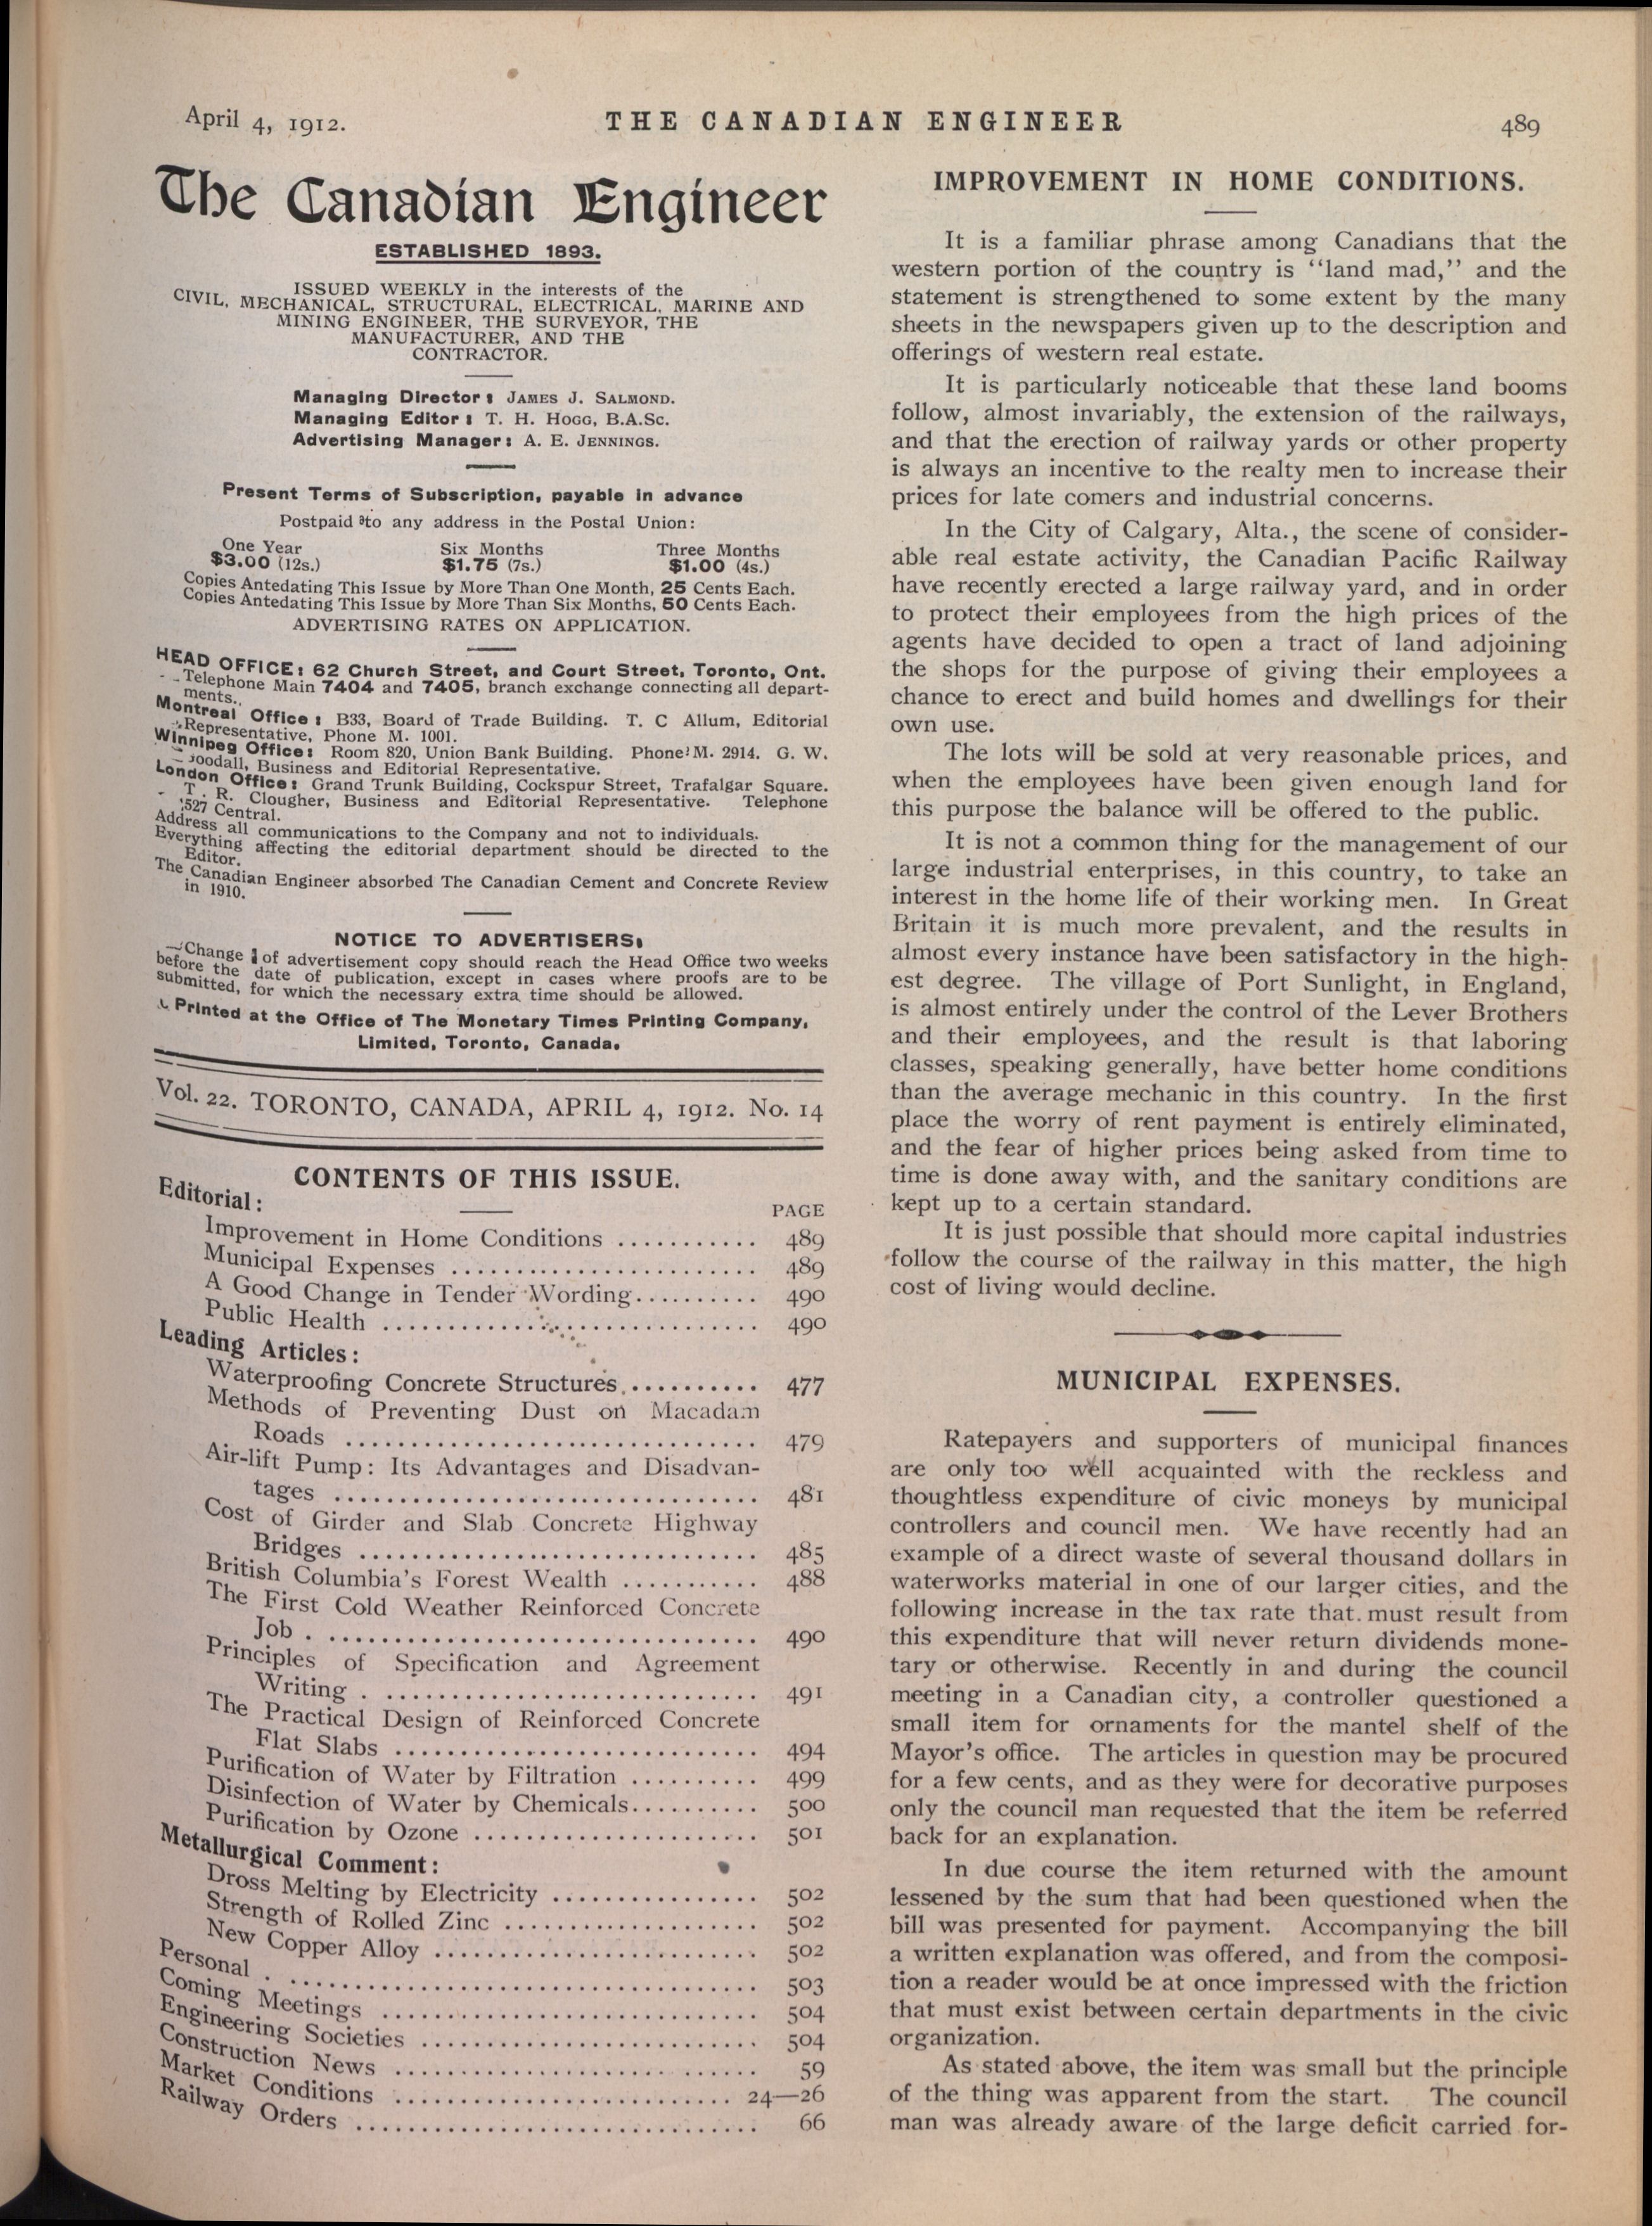 April 4, 1912.
THE CANADIAN ENGINEER
489
The Canadian Engineer
ESTABLISHED 1893.
ISSUED WEEKLY in the interests of the
CIVIL, MECHANICAL, STRUCTURAL, ELECTRICAL, MARINE AND
MINING ENGINEER, THE SURVEYOR, THE
MANUFACTURER, AND THE
CONTRACTOR.
Managing Director: JAMES J. SALMOND.
Managing Editor: T. H. HOGG, B.A.Sc.
Advertising Manager: A. E. JENNINGS.
Present Terms of Subscription, payable in advance
Postpaid to any address in the Postal Union:
One Year Six Months Three Months
$3.00 (12s.) $1.75 (7s.) $1.00 (4s.)
Copies Antedating This Issue by More Than One Month, 25 Cents Each.
Copies Antedating This Issue by More Than Six Months, 50 Cents Each.
ADVERTISING RATES ON APPLICATION.
HEAD OFFICE: 62 Church Street, and Court Street, Toronto, Ont.
Telephone Main 7404 and 7405, branch exchange connecting all depart-
ments.
Montreal Office: B33, Board of Trade Building. T. C Allum, Editorial
Representative, Phone M. 1001.
Winnipeg Office: Room 820, Union Bank Building. Phone M. 2914. G. W.
Goodall, Business and Editorial Representative.
London Office: Grand Trunk Building, Cockspur Street, Trafalgar Square.
T. R. Clougher, Business and Editorial Representative. Telephone
527 Central.
Address all communications to the Company and not to individuals.
Everything affecting the editorial department should be directed to the
Editor.
The Canadian Engineer absorbed The Canadian Cement and Concrete Review
in 1910.
NOTICE TO ADVERTISERS:
Change of advertisement copy should reach the Head Office two weeks
before the date of publication, except in cases where proofs are to be
submitted, for which the necessary extra time should be allowed.
Printed at the Office of The Monetary Times Printing Company,
Limited, Toronto, Canada.
Vol. 22. TORONTO, CANADA, APRIL 4, 1912. No. 14
CONTENTS OF THIS ISSUE.
Editorial:
PAGE
Improvement in Home Conditions ........... 489
Municipal Expenses ........................ 489
A Good Change in Tender Wording.......... 490
Public Health ............................. 490
Leading Articles:
Waterproofing Concrete Structures........... 477
Methods of Preventing Dust on Macadam
Roads ................................ 479
Air-lift Pump: Its Advantages and Disadvan-
tages ................................. 481
Cost of Girder and Slab Concrete Highway
Bridges ............................... 485
British Columbia's Forest Wealth ........... 488
The First Cold Weather Reinforced Concrete
Job . .................................. 490
Principles of Specification and Agreement
Writing . ............................. 491
The Practical Design of Reinforced Concrete
Flat Slabs ............................ 494
Purification of Water by Filtration .......... 499
Disinfection of Water by Chemicals.......... 500
Purification by Ozone ...................... 501
Metallurgical Comment:
Dross Melting by Electricity ................ 502
Strength of Rolled Zinc .................... 502
New Copper Alloy ......................... 502
Personal . .................................... 503
Coming Meetings ............................. 504
Engineering Societies .......................... 504
Construction News ............................ 59
Market Conditions .......................... 24—26
Railway Orders ............................... 66
IMPROVEMENT IN HOME CONDITIONS.
It is a familiar phrase among Canadians that the
western portion of the country is "land mad," and the
statement is strengthened to some extent by the many
sheets in the newspapers given up to the description and
offerings of western real estate.
It is particularly noticeable that these land booms
follow, almost invariably, the extension of the railways,
and that the erection of railway yards or other property
is always an incentive to the realty men to increase their
prices for late comers and industrial concerns.
In the City of Calgary, Alta., the scene of consider-
able real estate activity, the Canadian Pacific Railway
have recently erected a large railway yard, and in order
to protect their employees from the high prices of the
agents have decided to open a tract of land adjoining
the shops for the purpose of giving their employees a
chance to erect and build homes and dwellings for their
own use.
The lots will be sold at very reasonable prices, and
when the employees have been given enough land for
this purpose the balance will be offered to the public.
It is not a common thing for the management of our
large industrial enterprises, in this country, to take an
interest in the home life of their working men. In Great
Britain it is much more prevalent, and the results in
almost every instance have been satisfactory in the high-
est degree. The village of Port Sunlight, in England,
is almost entirely under the control of the Lever Brothers
and their employees, and the result is that laboring
classes, speaking generally, have better home conditions
than the average mechanic in this country. In the first
place the worry of rent payment is entirely eliminated,
and the fear of higher prices being asked from time to
time is done away with, and the sanitary conditions are
kept up to a certain standard.
It is just possible that should more capital industries
follow the course of the railway in this matter, the high
cost of living would decline.
MUNICIPAL EXPENSES.
Ratepayers and supporters of municipal finances
are only too well acquainted with the reckless and
thoughtless expenditure of civic moneys by municipal
controllers and council men. We have recently had an
example of a direct waste of several thousand dollars in
waterworks material in one of our larger cities, and the
following increase in the tax rate that must result from
this expenditure that will never return dividends mone-
tary or otherwise. Recently in and during the council
meeting in a Canadian city, a controller questioned a
small item for ornaments for the mantel shelf of the
Mayor's office. The articles in question may be procured
for a few cents, and as they were for decorative purposes
only the council man requested that the item be referred
back for an explanation.
In due course the item returned with the amount
lessened by the sum that had been questioned when the
bill was presented for payment. Accompanying the bill
a written explanation was offered, and from the composi-
tion a reader would be at once impressed with the friction
that must exist between certain departments in the civic
organization.
As stated above, the item was small but the principle
of the thing was apparent from the start. The council
man was already aware of the large deficit carried for-